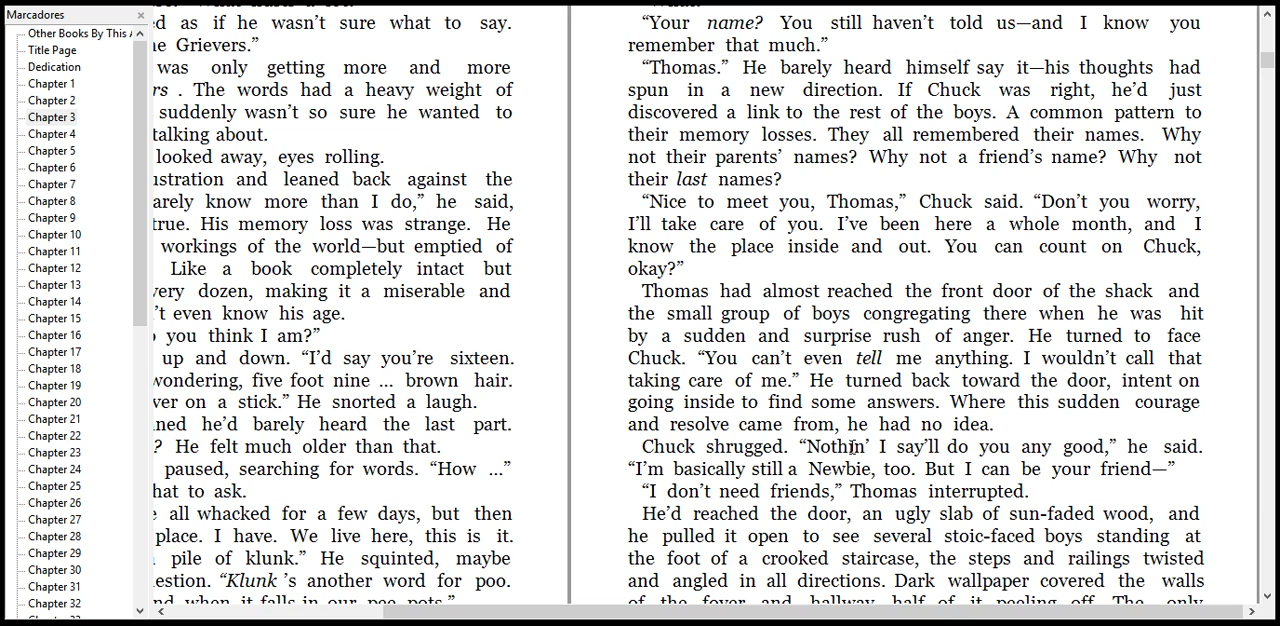 Marcadores
Other Books By This A
Title Page
Dedication
Chapter 1
Chapter 2
Chapter 3
Chapter 4
Chapter 5
Chapter 6
Chapter 7
Chapter 8
Chapter 9
Chapter 10
Chapter 11
Chapter 12
Chapter 13
Chapter 14
Chapter 15
Chapter 16
Chapter 17
Chapter 18
Chapter 19
Chapter 20
Chapter 21
Chapter 22
Chapter 23
Chapter 24
Chapter 25
Chapter 26
Chapter 27
Chapter 28
Chapter 29
Chapter 30
Chapter 31
Chapter 32
as if he wasn’t sure what to say.
Grievers.”
was only getting more and more
rs . The words had a heavy weight of
suddenly wasn’t so sure he wanted to
talking about.
looked away, eyes rolling.
ustration and leaned back against the
arely know more than I do,” he said,
true. His memory loss was strange. He
workings of the world—but emptied of
Like a book completely intact but
very dozen, making it a miserable and
’t even know his age.
you think I am?”
up and down. “I’d say you’re sixteen.
wondering, five foot nine ... brown hair.
ver on a stick.” He snorted a laugh.
ned he’d barely heard the last part.
? He felt much older than that.
paused, searching for words. “How ...”
hat to ask.
all whacked for a few days, but then
place. I have. We live here, this is it.
pile of klunk.” He squinted, maybe
estion. “Klunk ’s another word for poo.
nd when it falls in our pee pots.”
“Your name? You still haven’t told us—and I know you
remember that much.”
“Thomas.” He barely heard himself say it—his thoughts had
spun in a new direction. If Chuck was right, he’d just
discovered a link to the rest of the boys. A common pattern to
their memory losses. They all remembered their names. Why
not their parents’ names? Why not a friend’s name? Why not
their last names?
“Nice to meet you, Thomas,” Chuck said. “Don’t you worry,
I’ll take care of you. I’ve been here a whole month, and I
know the place inside and out. You can count on Chuck,
okay?”
Thomas had almost reached the front door of the shack and
the small group of boys congregating there when he was hit
by a sudden and surprise rush of anger. He turned to face
Chuck. “You can’t even tell me anything. I wouldn’t call that
taking care of me.” He turned back toward the door, intent on
going inside to find some answers. Where this sudden courage
and resolve came from, he had no idea.
Chuck shrugged. “Nothin’ I say’ll do you any good,” he said.
“I’m basically still a Newbie, too. But I can be your friend—”
“I don’t need friends,” Thomas interrupted.
He’d reached the door, an ugly slab of sun-faded wood, and
he pulled it open to see several stoic-faced boys standing at
the foot of a crooked staircase, the steps and railings twisted
and angled in all directions. Dark wallpaper covered the walls
of the foyer and hallway, half of it peeling off. The only